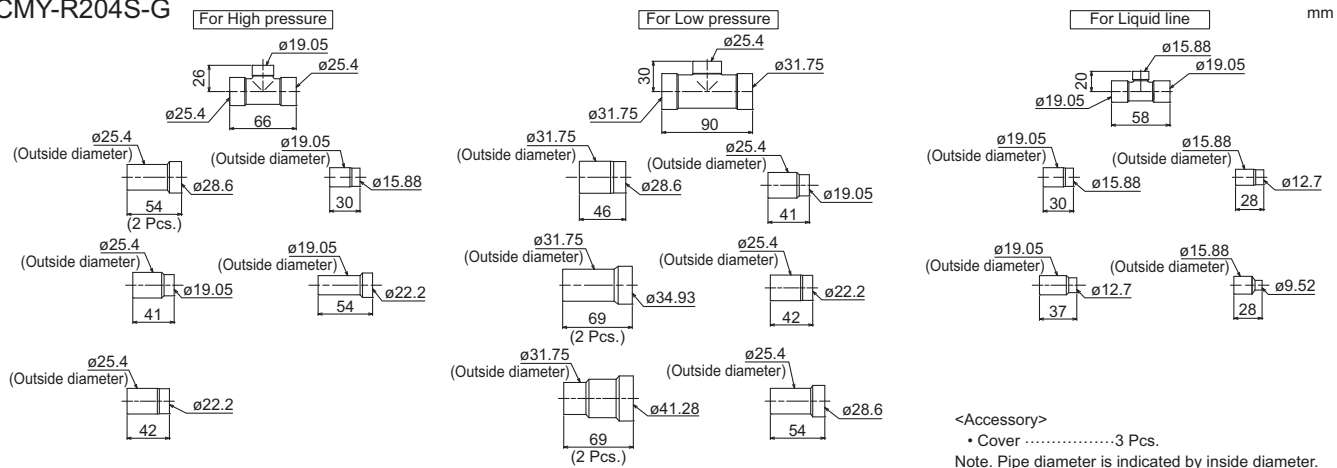 CMY-R204S-G
For High pressure
ø19.05
26
ø25.4
ø25.4
66
ø25.4
(Outside diameter)
ø28.6
54
(2 Pcs.)
ø19.05
(Outside diameter)
ø15.88
30
ø25.4
(Outside diameter)
ø19.05
41
ø19.05
(Outside diameter)
ø22.2
54
ø25.4
(Outside diameter)
ø22.2
42
For Low pressure
ø25.4
30
ø31.75
ø31.75
90
ø31.75
(Outside diameter)
ø28.6
46
ø25.4
(Outside diameter)
ø19.05
41
ø31.75
(Outside diameter)
ø34.93
69
(2 Pcs.)
ø25.4
(Outside diameter)
ø22.2
42
ø31.75
(Outside diameter)
ø41.28
69
(2 Pcs.)
ø25.4
(Outside diameter)
ø28.6
54
For Liquid line
mm
ø15.88
20
ø19.05
ø19.05
58
ø19.05
(Outside diameter)
ø15.88
30
ø15.88
(Outside diameter)
ø12.7
28
ø19.05
(Outside diameter)
ø12.7
37
ø15.88
(Outside diameter)
ø9.52
28
<Accessory>
• Cover ················3 Pcs.
Note. Pipe diameter is indicated by inside diameter.